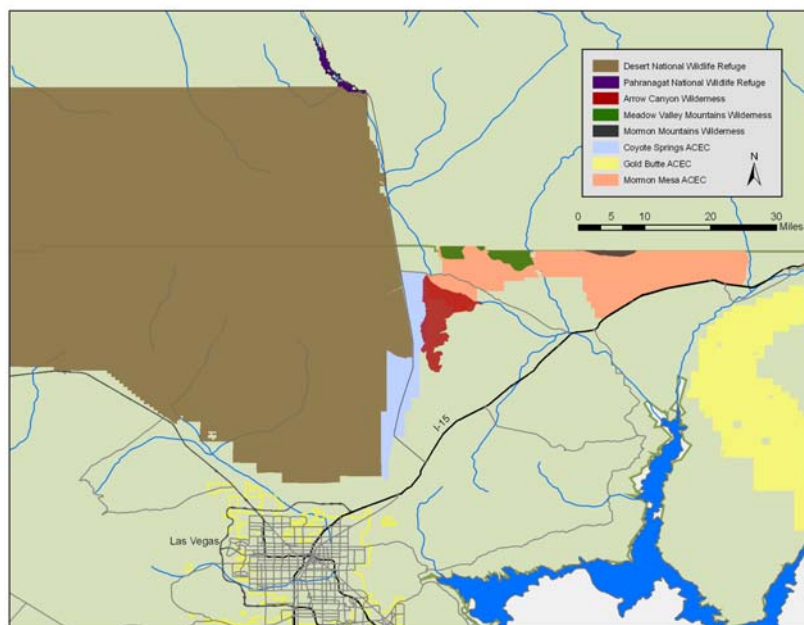 Desert National Wildlife Refuge
Pahranagat National Wildlife Refuge
Arrow Canyon Wilderness
Meadow Valley Mountains Wilderness
Mormon Mountains Wilderness
Coyote Springs ACEC
Gold Butte ACEC
Mormon Mesa ACEC
N
0 5 10 20 30
Miles
I-15
Las Vegas